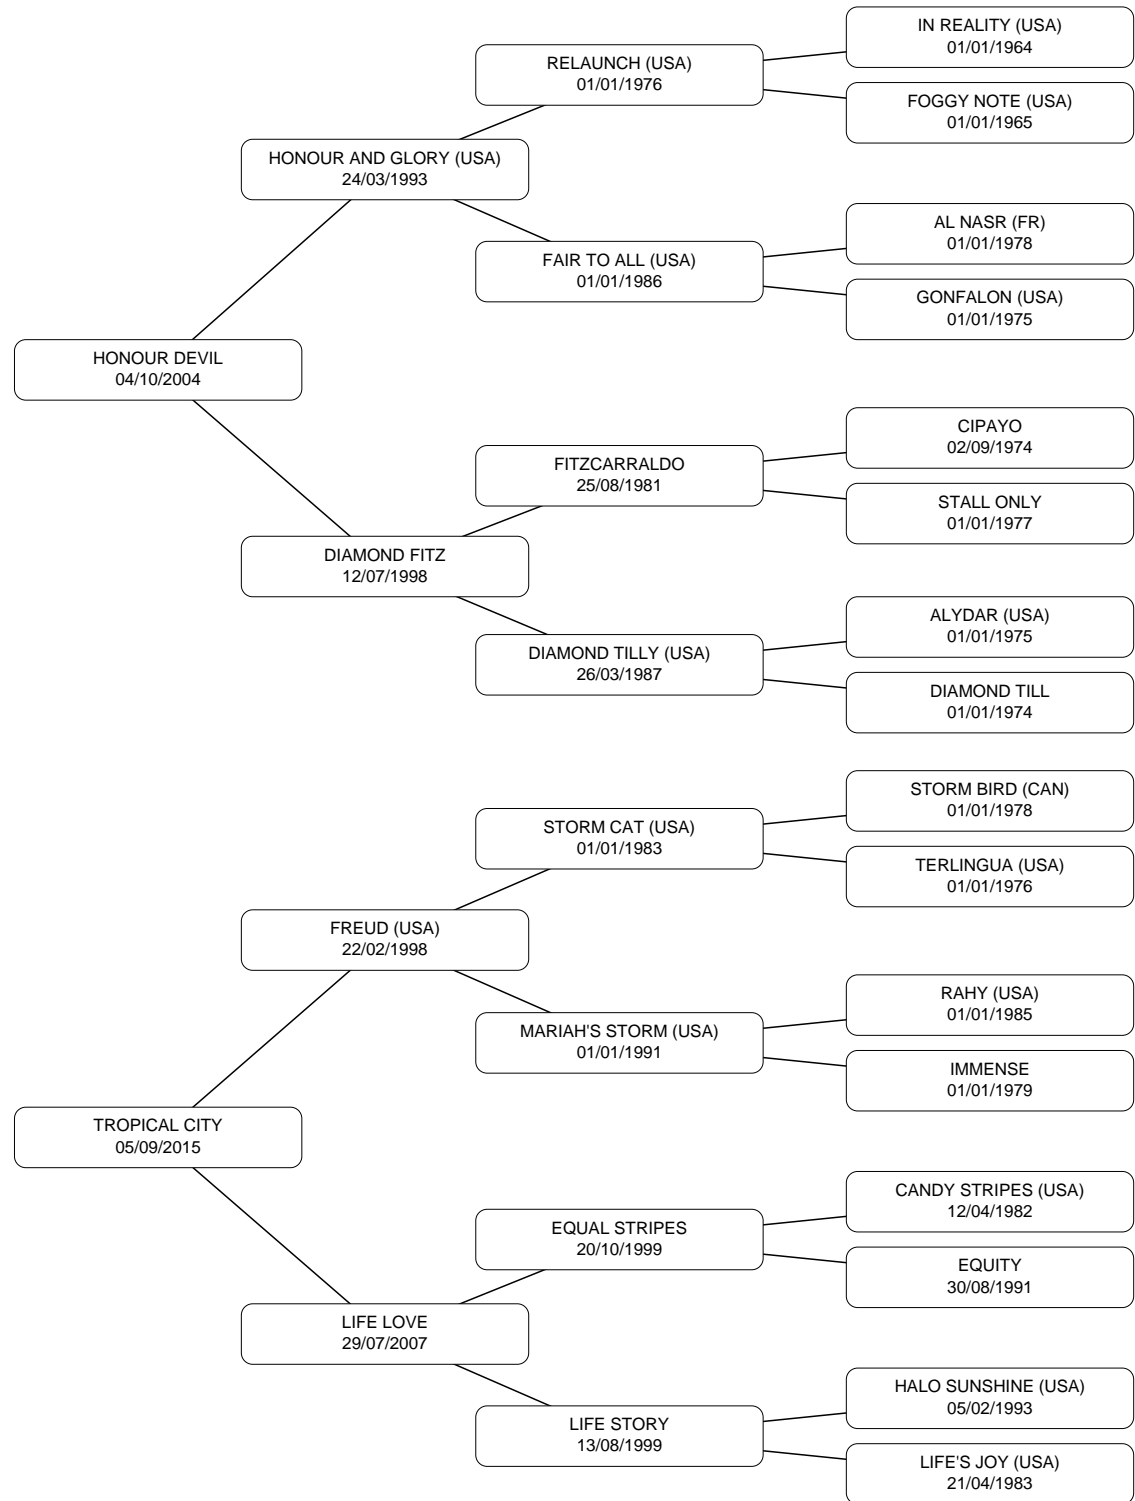 IN REALITY (USA)
01/01/1964
RELAUNCH (USA)
01/01/1976
FOGGY NOTE (USA)
01/01/1965
HONOUR AND GLORY (USA)
24/03/1993
AL NASR (FR)
01/01/1978
FAIR TO ALL (USA)
01/01/1986
GONFALON (USA)
01/01/1975
HONOUR DEVIL
04/10/2004
CIPAYO
02/09/1974
FITZCARRALDO
25/08/1981
STALL ONLY
01/01/1977
DIAMOND FITZ
12/07/1998
ALYDAR (USA)
01/01/1975
DIAMOND TILLY (USA)
26/03/1987
DIAMOND TILL
01/01/1974
STORM BIRD (CAN)
01/01/1978
STORM CAT (USA)
01/01/1983
TERLINGUA (USA)
01/01/1976
FREUD (USA)
22/02/1998
RAHY (USA)
01/01/1985
MARIAH'S STORM (USA)
01/01/1991
IMMENSE
01/01/1979
TROPICAL CITY
05/09/2015
CANDY STRIPES (USA)
12/04/1982
EQUAL STRIPES
20/10/1999
EQUITY
30/08/1991
LIFE LOVE
29/07/2007
HALO SUNSHINE (USA)
05/02/1993
LIFE STORY
13/08/1999
LIFE'S JOY (USA)
21/04/1983